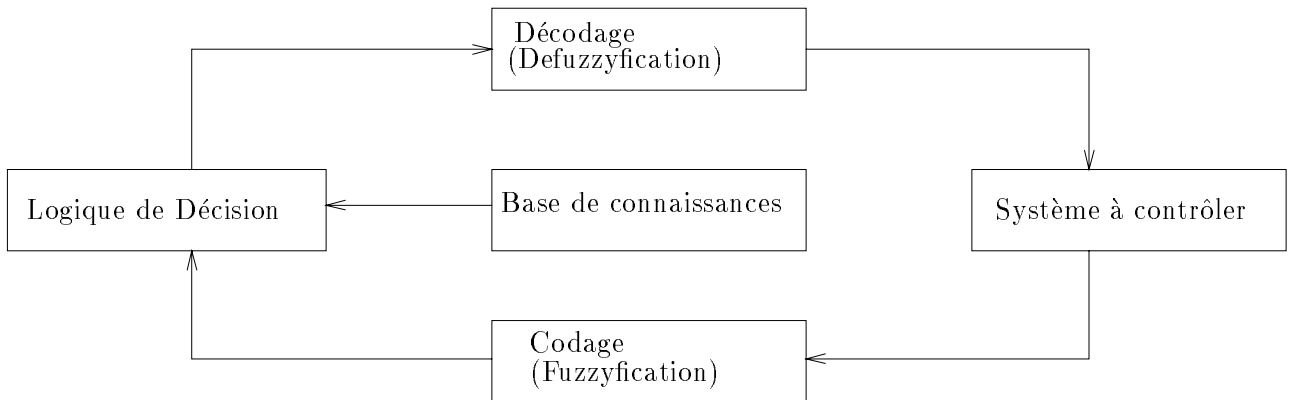 Décodage
(Defuzzyfication)
Logique de Décision
Base de connaissances
Système à contrôler
Codage
(Fuzzyfication)